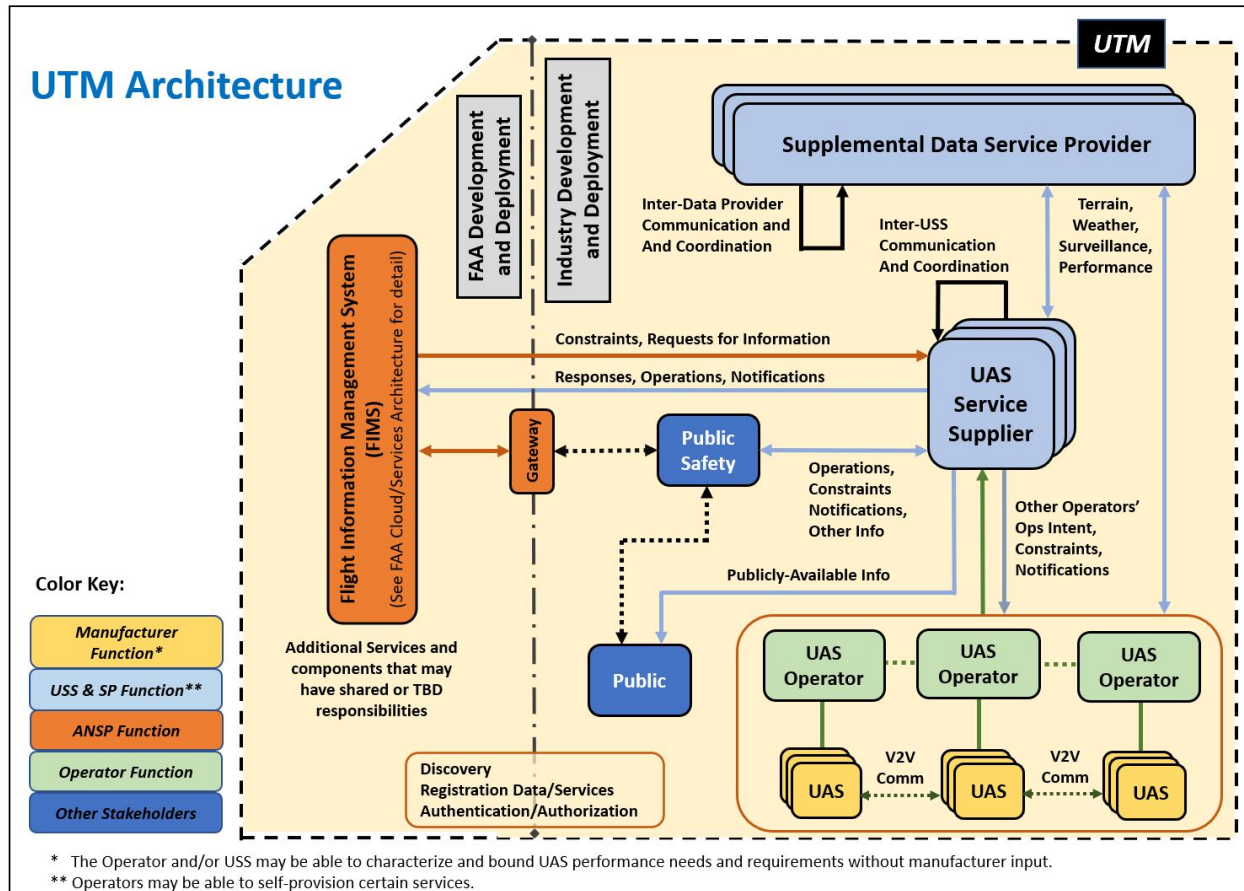 UTM Architecture
UTM
FAA Development
and Deployment
Industry Development
and Deployment
Supplemental Data Service Provider
Inter-Data Provider
Communication and
And Coordination
Inter-USS
Communication
And Coordination
Terrain,
Weather,
Surveillance,
Performance
Flight Information Management System
(FIMS)
(See FAA Cloud/Services Architecture for detail)
Constraints, Requests for Information
Responses, Operations, Notifications
UAS
Service
Supplier
Gateway
Public
Safety
Operations,
Constraints
Notifications,
Other Info
Other Operators’
Ops Intent,
Constraints,
Notifications
Publicly-Available Info
Public
Additional Services and
components that may
have shared or TBD
responsibilities
Discovery
Registration Data/Services
Authentication/Authorization
UAS
Operator
UAS
Operator
UAS
Operator
V2V
Comm
V2V
Comm
UAS
UAS
UAS
Color Key:
Manufacturer
Function*
USS & SP Function**
ANSP Function
Operator Function
Other Stakeholders
* The Operator and/or USS may be able to characterize and bound UAS performance needs and requirements without manufacturer input.
** Operators may be able to self-provision certain services.